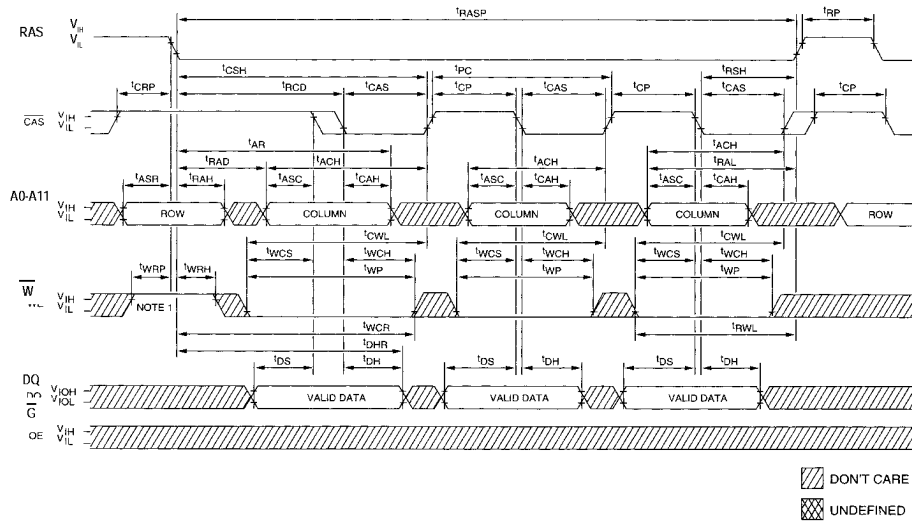 tRASP
tRP
RAS VIH
VIL
tCSH
tPC
tRSH
tCRP
tRCD
tCAS
tCP
tCAS
tCP
tCAS
tCP
CAS VIH
VIL
tAR
tACH
tRAD
tACH
tACH
tRAL
tASR
tRAH
tASC
tCAH
tASC
tCAH
tASC
tCAH
A0-A11
VIH
VIL
ROW
COLUMN
COLUMN
COLUMN
ROW
tCWL
tCWL
tCWL
tWCS
tWCH
tWCS
tWCH
tWCS
tWCH
tWRP
tWRH
tWP
tWP
tWP
W
VIH
VIL
NOTE 1
tWCR
tRWL
tDHR
tDS
tDH
tDS
tDH
tDS
tDH
DQ
VIOH
VIOL
VALID DATA
VALID DATA
VALID DATA
G
OE VIH
VIL
DON'T CARE
UNDEFINED